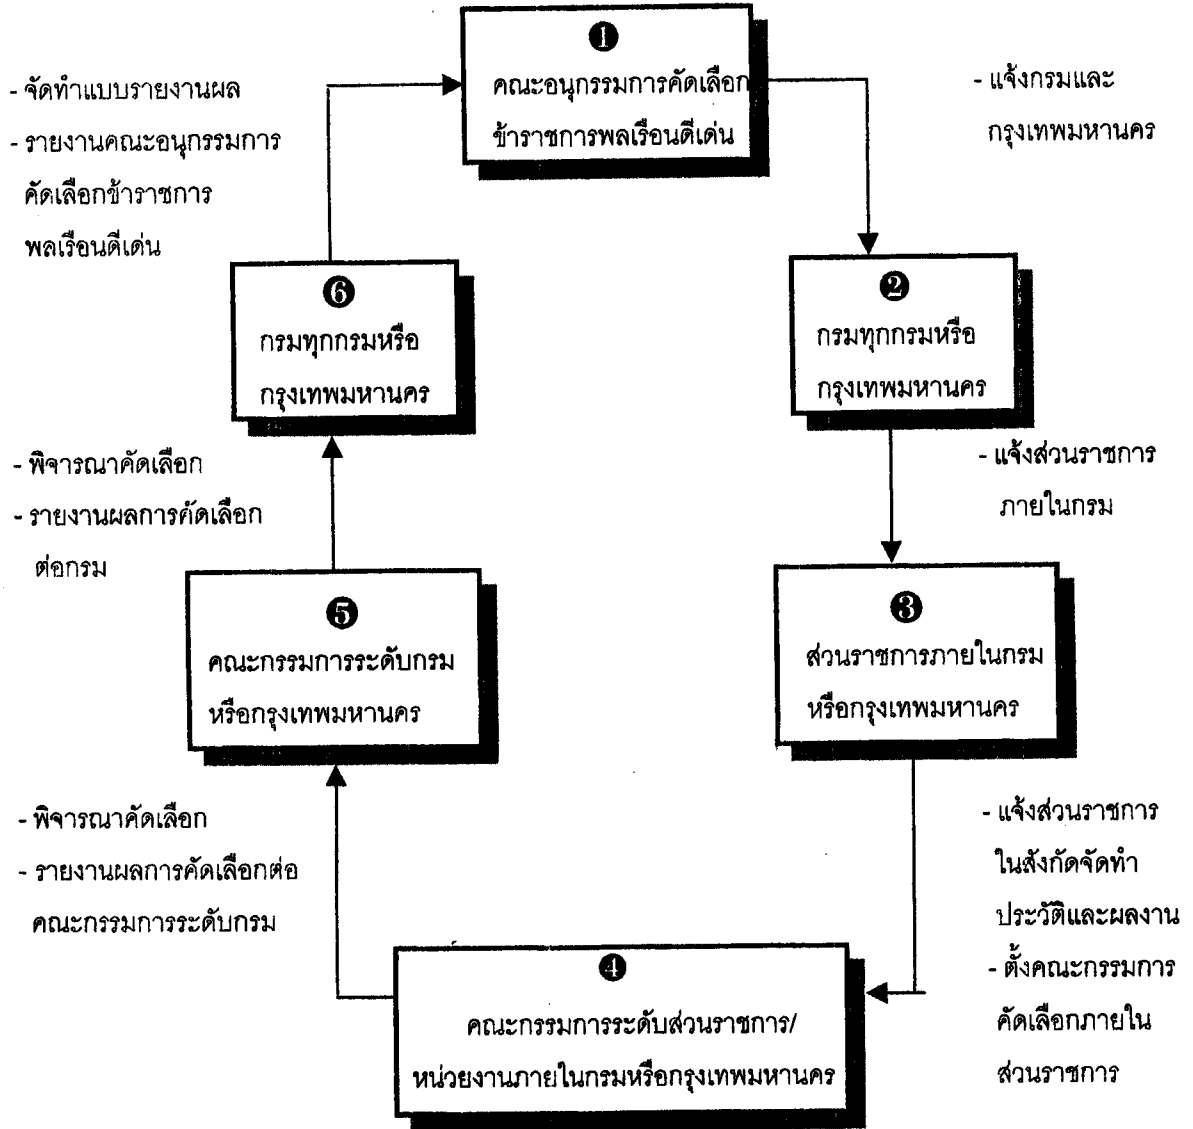 ❶
คณะอนุกรรมการคัดเลือก
ข้าราชการพลเรือนดีเด่น
- แจ้งกรมและ
กรุงเทพมหานคร
❷
กรมทุกกรมหรือ
กรุงเทพมหานคร
- แจ้งส่วนราชการ
ภายในกรม
❸
ส่วนราชการภายในกรม
หรือกรุงเทพมหานคร
- แจ้งส่วนราชการ
ในสังกัดจัดทำ
ประวัติและผลงาน
- ตั้งคณะกรรมการ
คัดเลือกภายใน
ส่วนราชการ
❹
คณะกรรมการระดับส่วนราชการ/
หน่วยงานภายในกรมหรือกรุงเทพมหานคร
- พิจารณาคัดเลือก
- รายงานผลการคัดเลือกต่อ
คณะกรรมการระดับกรม
❺
คณะกรรมการระดับกรม
หรือกรุงเทพมหานคร
- พิจารณาคัดเลือก
- รายงานผลการคัดเลือก
ต่อกรม
❻
กรมทุกกรมหรือ
กรุงเทพมหานคร
- จัดทำแบบรายงานผล
- รายงานคณะอนุกรรมการ
คัดเลือกข้าราชการ
พลเรือนดีเด่น